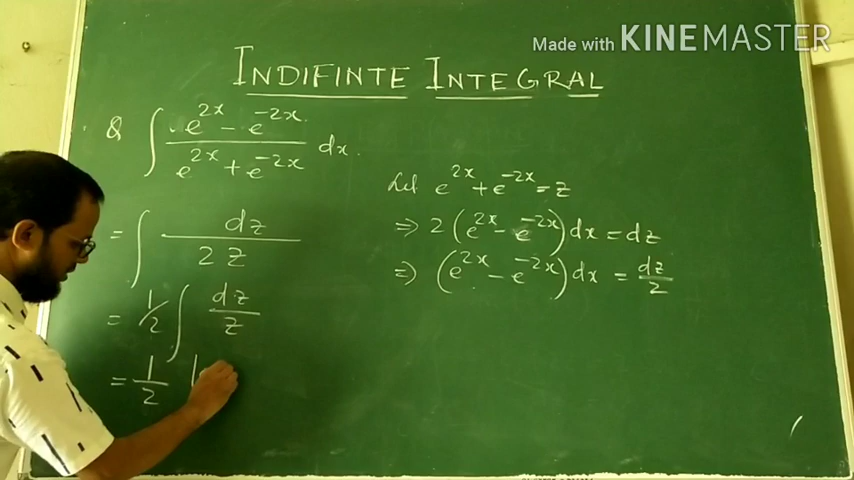 Made with KINEMASTER
INDIFINTE INTEGRAL
Q ∫ (e^{2x} - e^{-2x})/(e^{2x} + e^{-2x}) dx.
Let e^{2x} + e^{-2x} = z
= ∫ dz/(2z)
⇒ 2(e^{2x} - e^{-2x}) dx = dz
⇒ (e^{2x} - e^{-2x}) dx = dz/2
= 1/2 ∫ dz/z
= 1/2